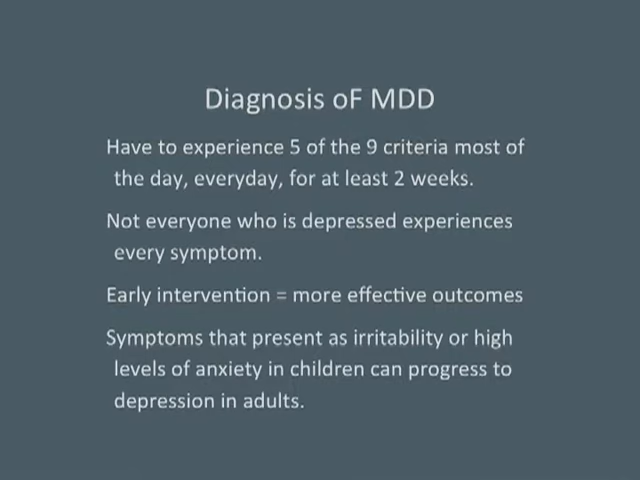 Diagnosis oF MDD
Have to experience 5 of the 9 criteria most of
the day, everyday, for at least 2 weeks.
Not everyone who is depressed experiences
every symptom.
Early intervention = more effective outcomes
Symptoms that present as irritability or high
levels of anxiety in children can progress to
depression in adults.